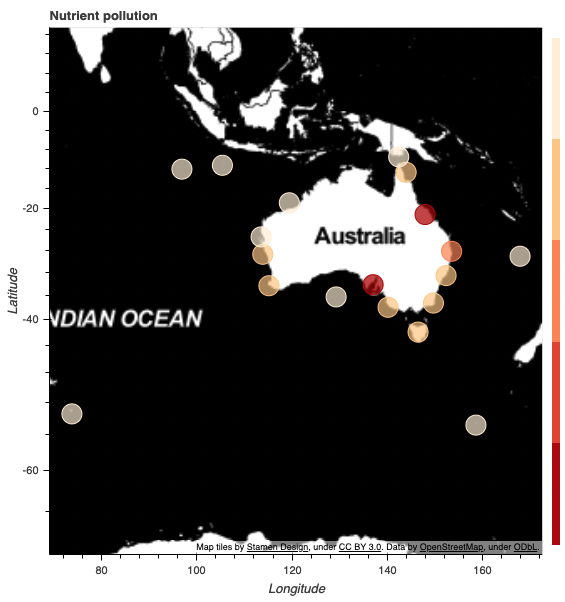 Nutrient pollution
0
-20
Australia
Latitude
-40
NDIAN OCEAN
-60
Map tiles by Stamen Design, under CC BY 3.0. Data by OpenStreetMap, under ODbL.
80 100 120 140 160
Longitude